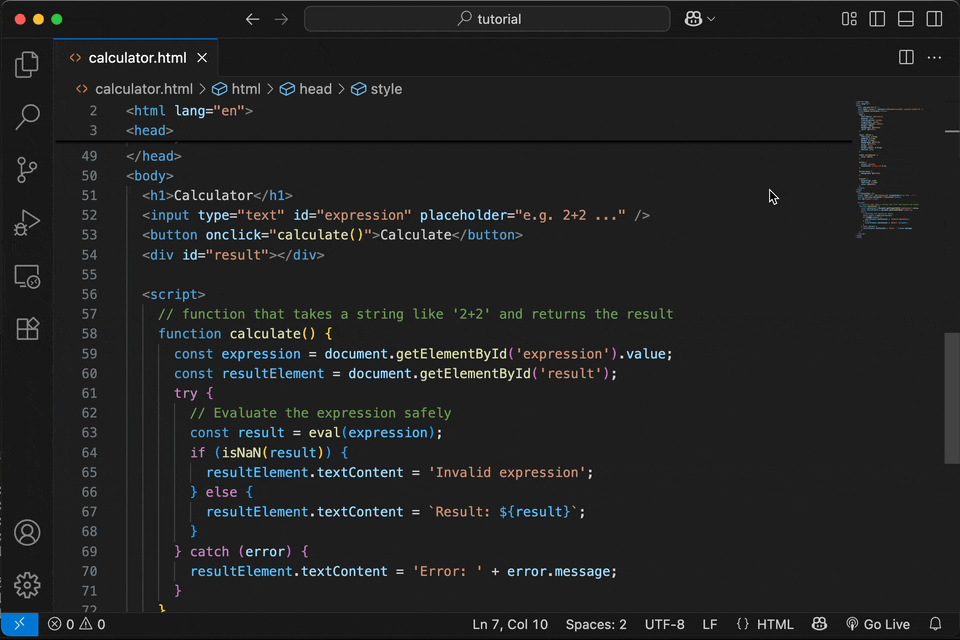 tutorial
calculator.html
calculator.html > html > head > style
2 <html lang="en">
3 <head>
49 </head>
50 <body>
51 <h1>Calculator</h1>
52 <input type="text" id="expression" placeholder="e.g. 2+2 ..." />
53 <button onclick="calculate()">Calculate</button>
54 <div id="result"></div>
55
56 <script>
57 // function that takes a string like '2+2' and returns the result
58 function calculate() {
59 const expression = document.getElementById('expression').value;
60 const resultElement = document.getElementById('result');
61 try {
62 // Evaluate the expression safely
63 const result = eval(expression);
64 if (isNaN(result)) {
65 resultElement.textContent = 'Invalid expression';
66 } else {
67 resultElement.textContent = `Result: ${result}`;
68 }
69 } catch (error) {
70 resultElement.textContent = 'Error: ' + error.message;
71 }
72 }
0 0 Ln 7, Col 10 Spaces: 2 UTF-8 LF {} HTML Go Live